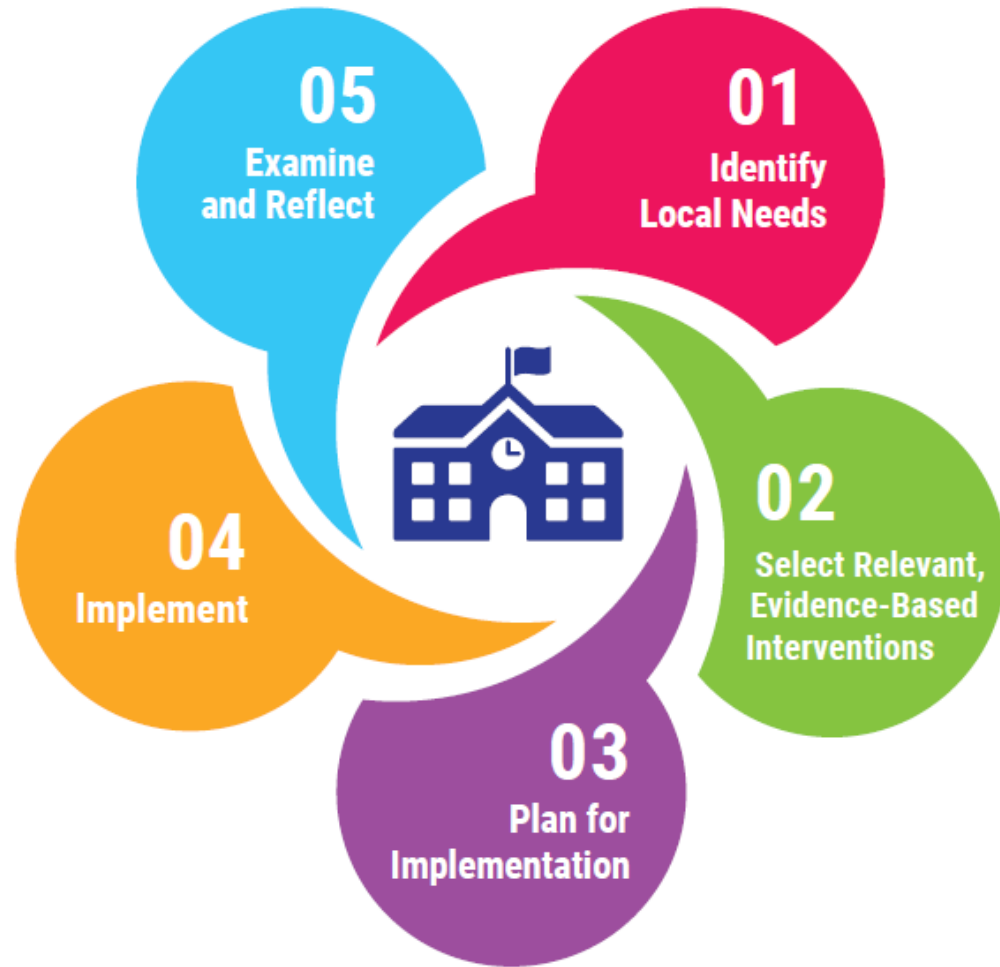 01
Identify
Local Needs
02
Select Relevant,
Evidence-Based
Interventions
03
Plan for
Implementation
04
Implement
05
Examine
and Reflect